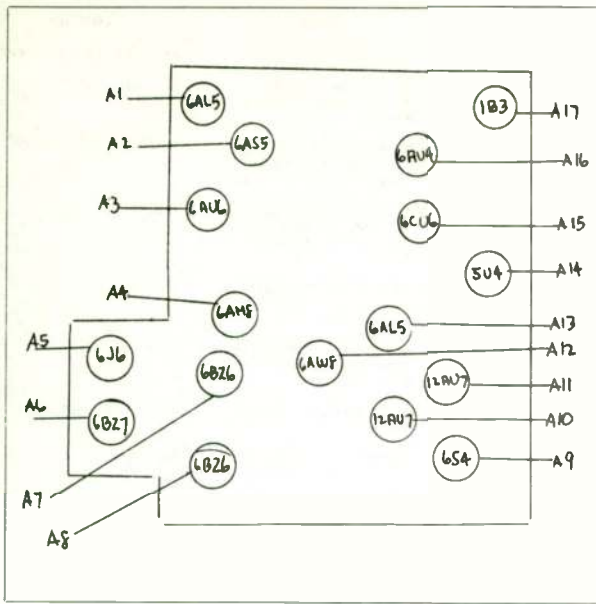 A1 6AL5 1B3 A17
A2 6AS5 6AU4 A16
A3 6AU6 6CU6 A15
5U4 A14
A4 6AM8 6AL5 A13
A5 6J6 6AW8 A12
6BZ6 12AU7 A11
A6 6BZ7 12AU7 A10
A7 6BZ6 6S4 A9
A8